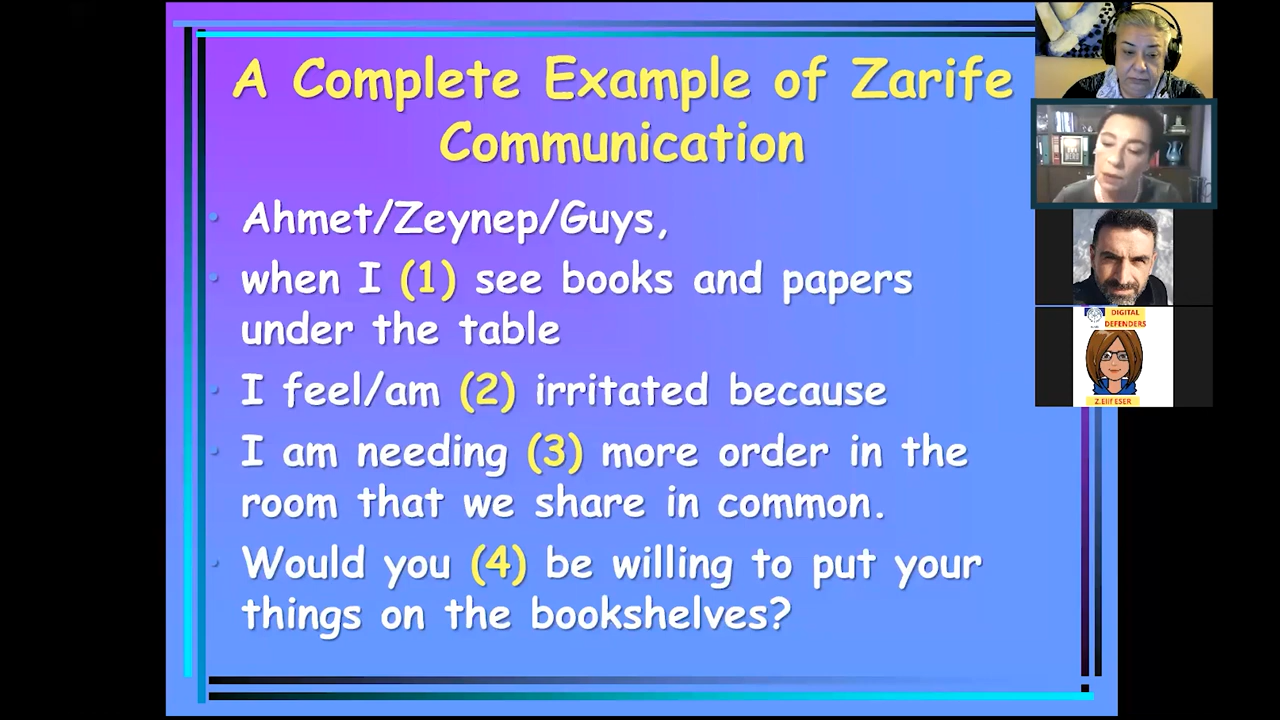 A Complete Example of Zarife
Communication
Ahmet/Zeynep/Guys,
when I (1) see books and papers
under the table
I feel/am (2) irritated because
I am needing (3) more order in the
room that we share in common.
Would you (4) be willing to put your
things on the bookshelves?
DIGITAL
DEFENDERS
Z.Elif ESER